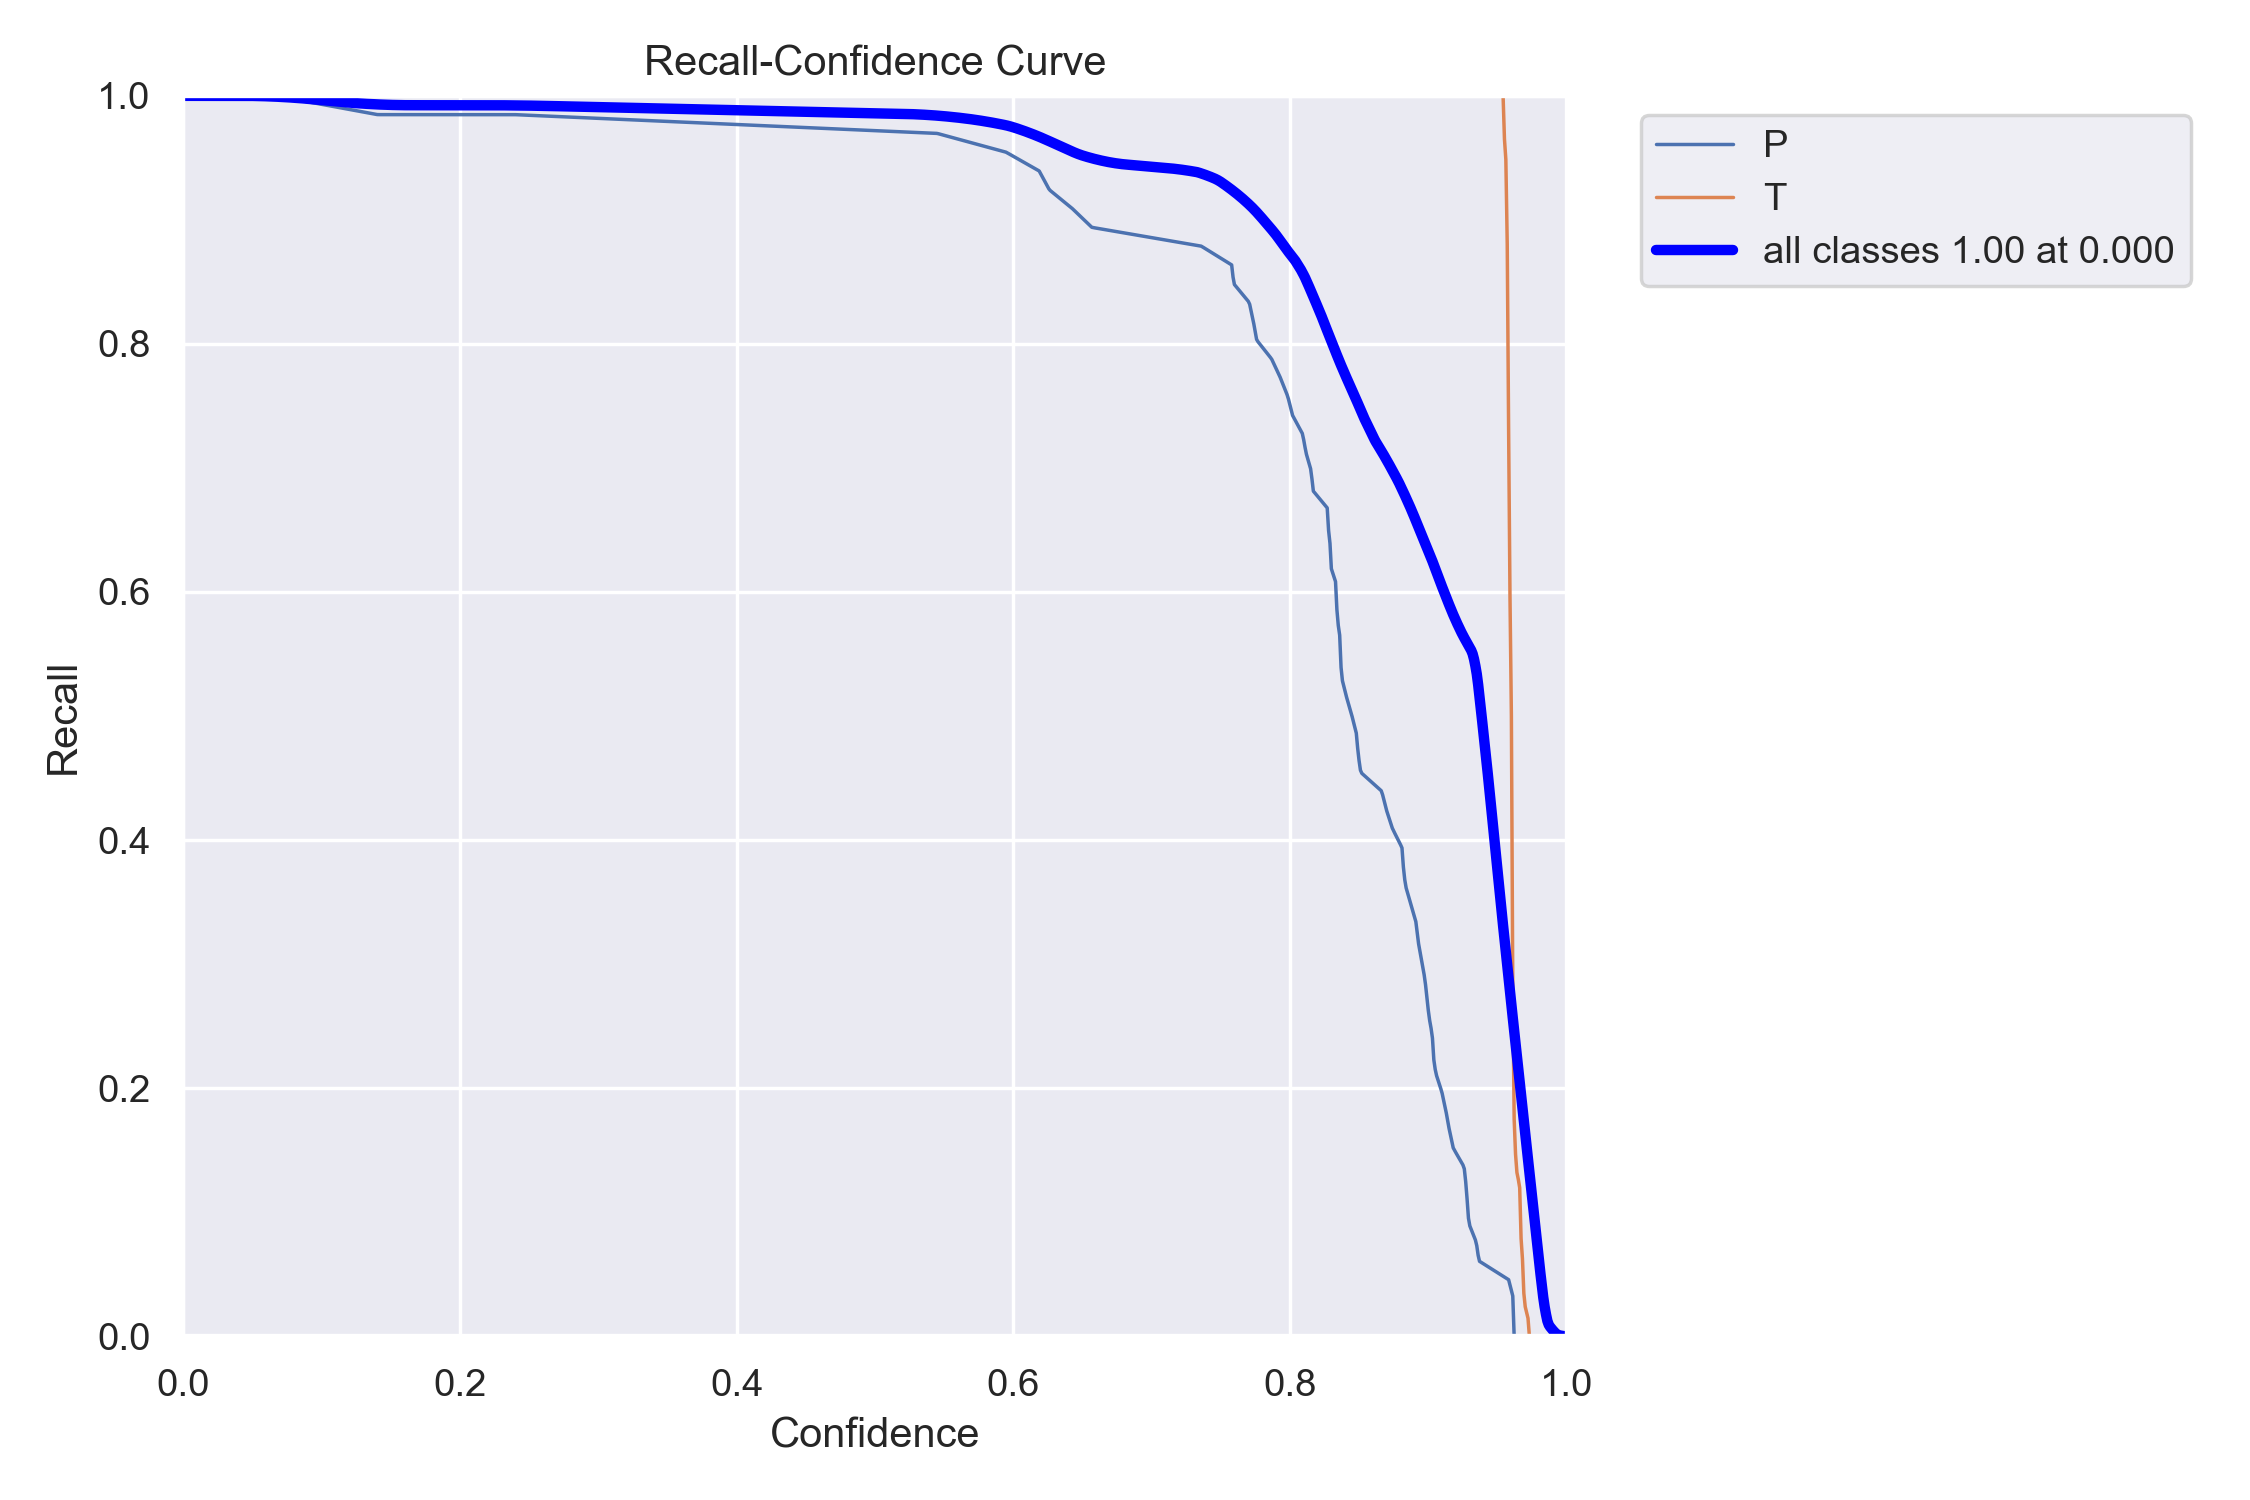 Recall-Confidence Curve
1.0
0.8
0.6
0.4
0.2
0.0
Recall
0.0 0.2 0.4 0.6 0.8 1.0
Confidence
P
T
all classes 1.00 at 0.000